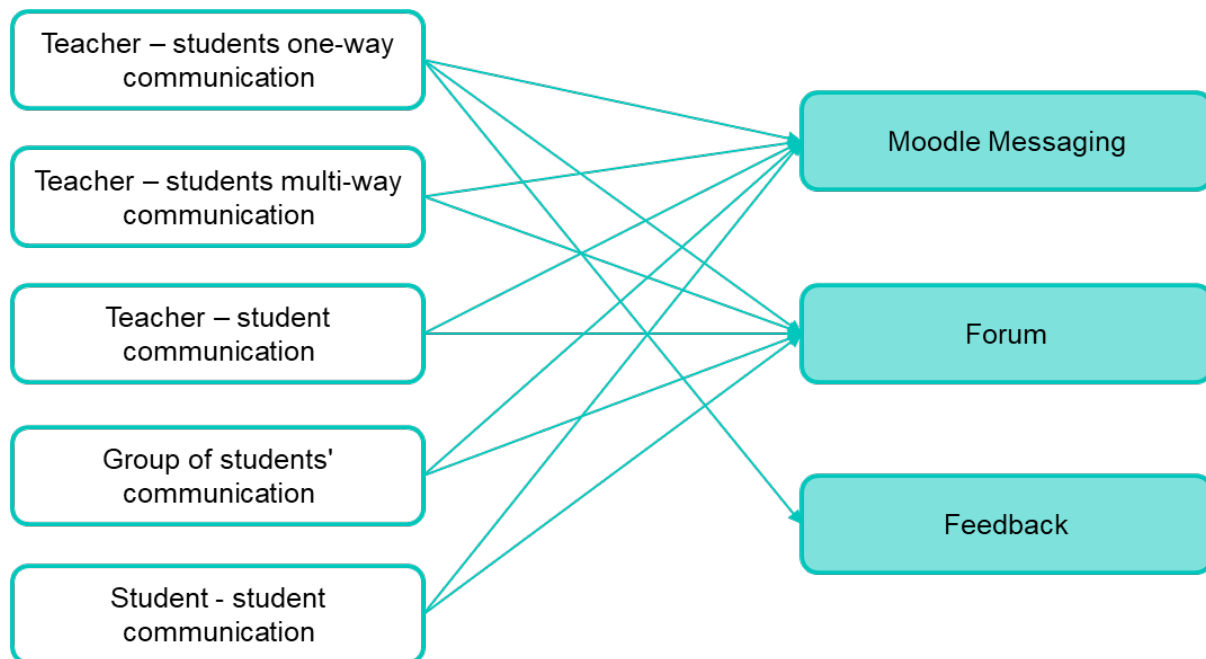 Teacher – students one-way
communication
Teacher – students multi-way
communication
Teacher – student
communication
Group of students'
communication
Student - student
communication
Moodle Messaging
Forum
Feedback